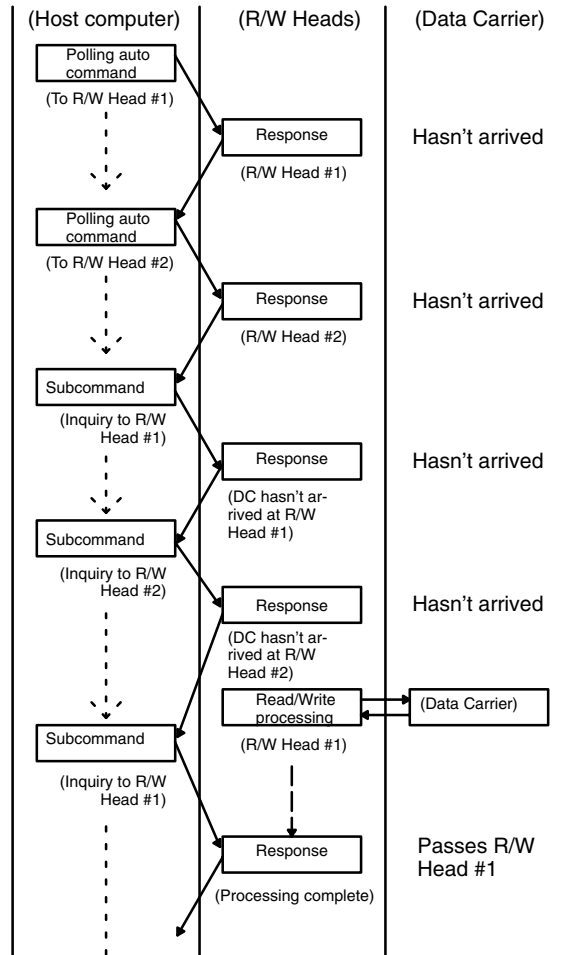 (Host computer) (R/W Heads) (Data Carrier)
Polling auto
command
(To R/W Head #1)
Response
Hasn't arrived
(R/W Head #1)
Polling auto
command
(To R/W Head #2)
Response
Hasn't arrived
(R/W Head #2)
Subcommand
(Inquiry to R/W
Head #1)
Response
Hasn't arrived
(DC hasn't ar-
rived at R/W
Head #1)
Subcommand
(Inquiry to R/W
Head #2)
Response
Hasn't arrived
(DC hasn't ar-
rived at R/W
Head #2)
Read/Write
processing
(Data Carrier)
(R/W Head #1)
Subcommand
(Inquiry to R/W
Head #1)
Response
Passes R/W
Head #1
(Processing complete)